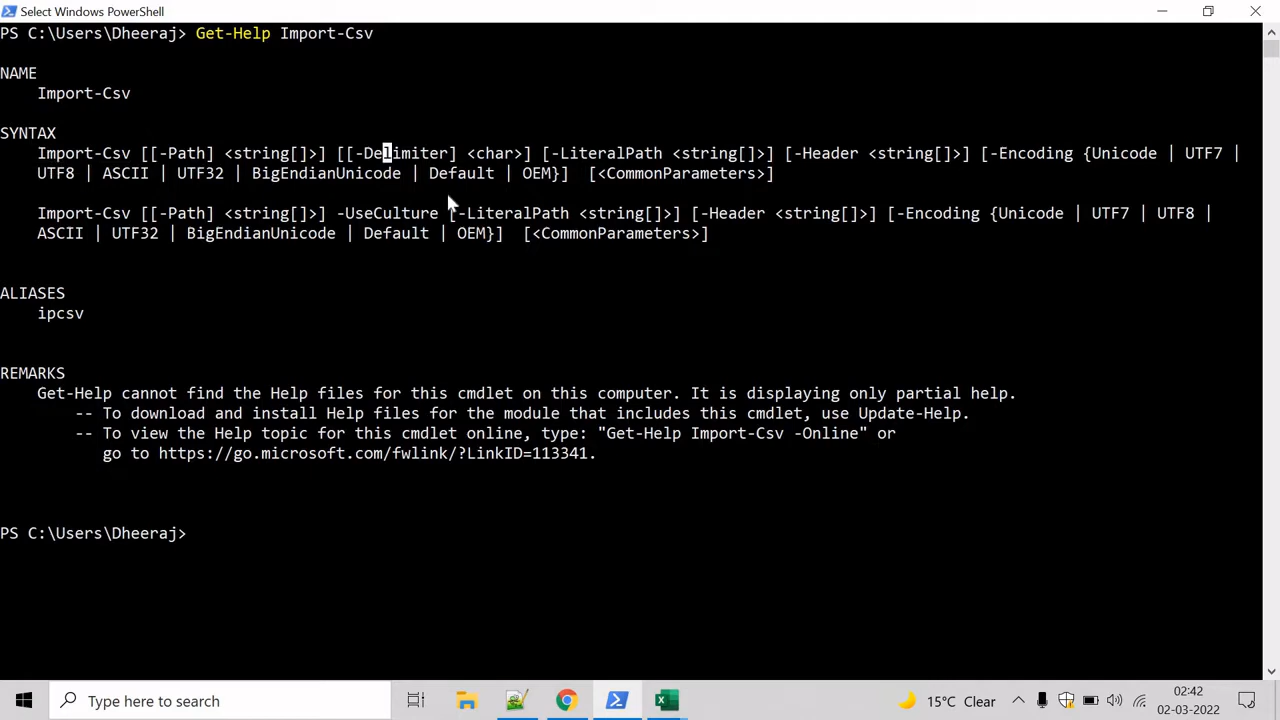 Select Windows PowerShell
PS C:\Users\Dheeraj> Get-Help Import-Csv
NAME
Import-Csv
SYNTAX
Import-Csv [[-Path] <string[]>] [[-Delimiter] <char>] [-LiteralPath <string[]>] [-Header <string[]>] [-Encoding {Unicode | UTF7 |
UTF8 | ASCII | UTF32 | BigEndianUnicode | Default | OEM}]  [<CommonParameters>]
Import-Csv [[-Path] <string[]>] -UseCulture [-LiteralPath <string[]>] [-Header <string[]>] [-Encoding {Unicode | UTF7 | UTF8 |
ASCII | UTF32 | BigEndianUnicode | Default | OEM}]  [<CommonParameters>]
ALIASES
ipcsv
REMARKS
Get-Help cannot find the Help files for this cmdlet on this computer. It is displaying only partial help.
-- To download and install Help files for the module that includes this cmdlet, use Update-Help.
-- To view the Help topic for this cmdlet online, type: "Get-Help Import-Csv -Online" or
go to https://go.microsoft.com/fwlink/?LinkID=113341.
PS C:\Users\Dheeraj>
Type here to search
15°C Clear
02:42
02-03-2022